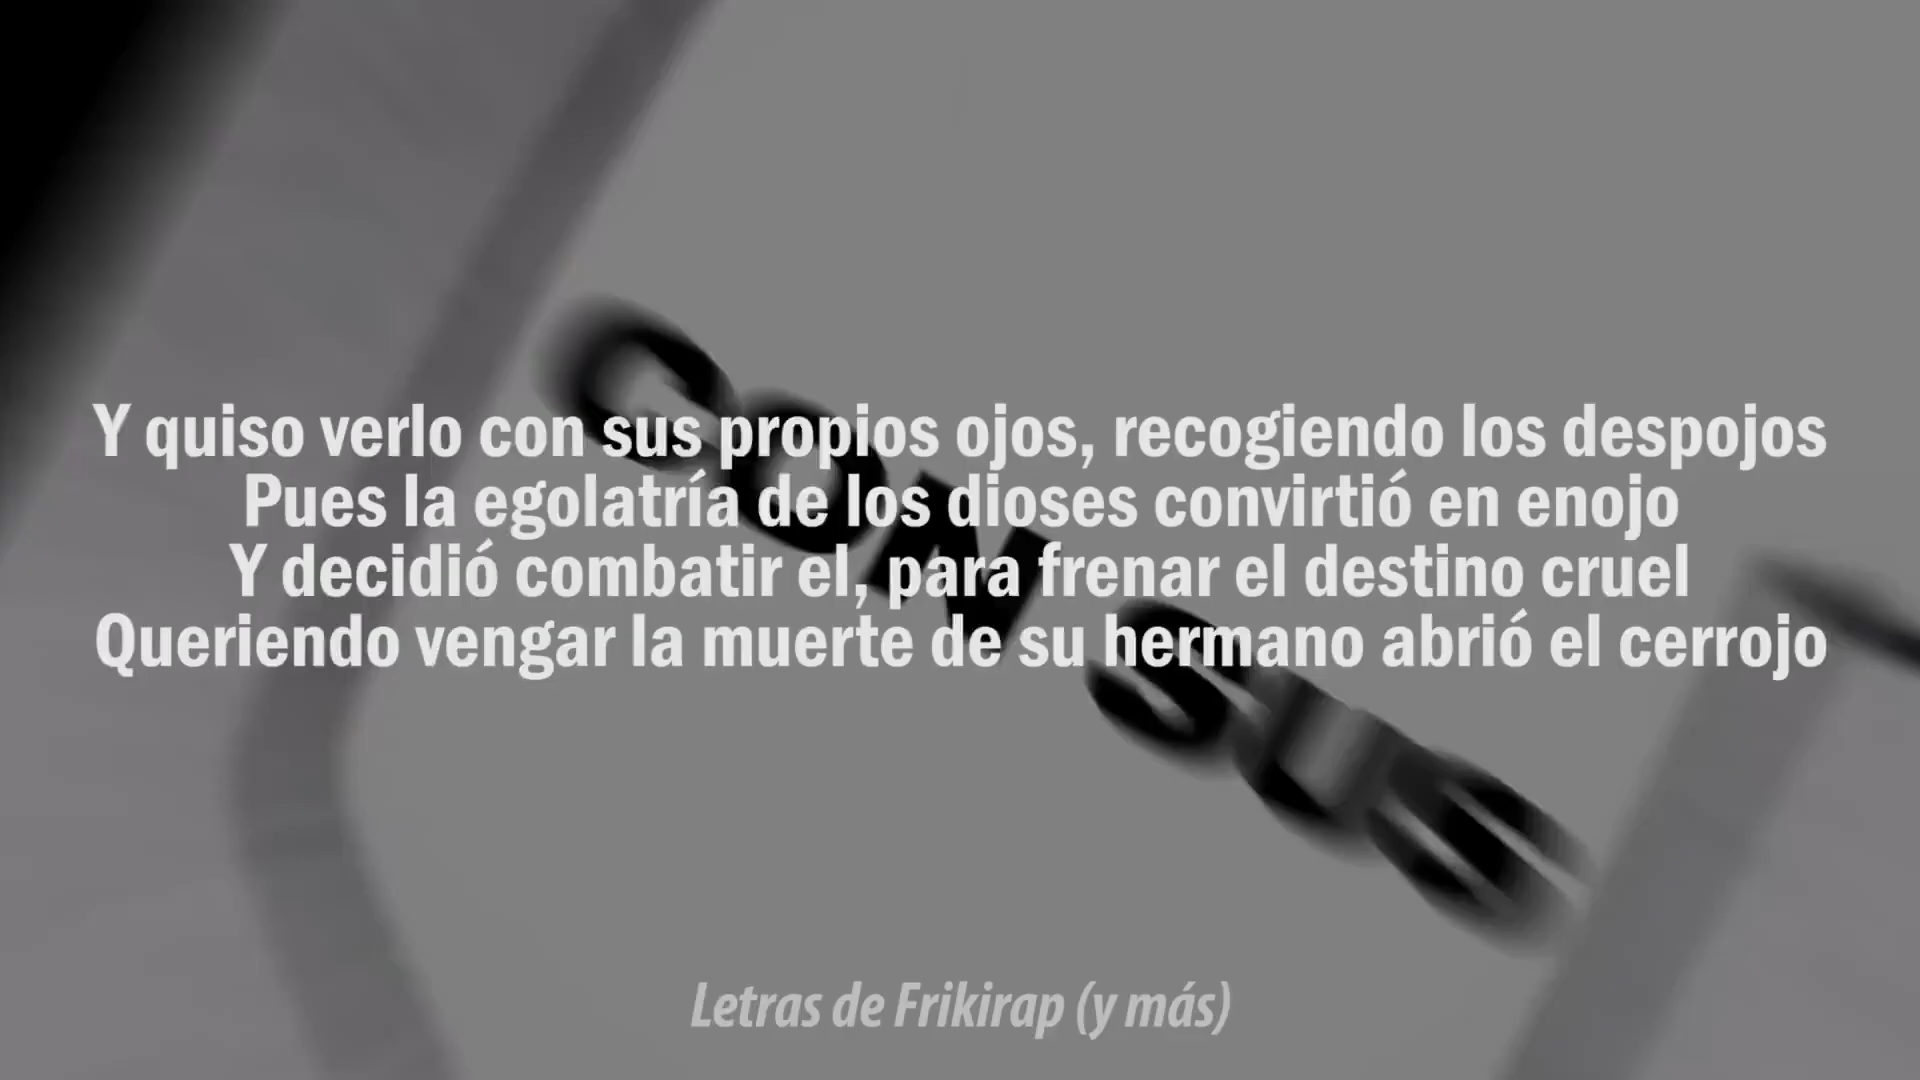 Y quiso verlo con sus propios ojos, recogiendo los despojos
Pues la egolatría de los dioses convirtió en enojo
Y decidió combatir el, para frenar el destino cruel
Queriendo vengar la muerte de su hermano abrió el cerrojo
CON SUS
Letras de Frikirap (y más)